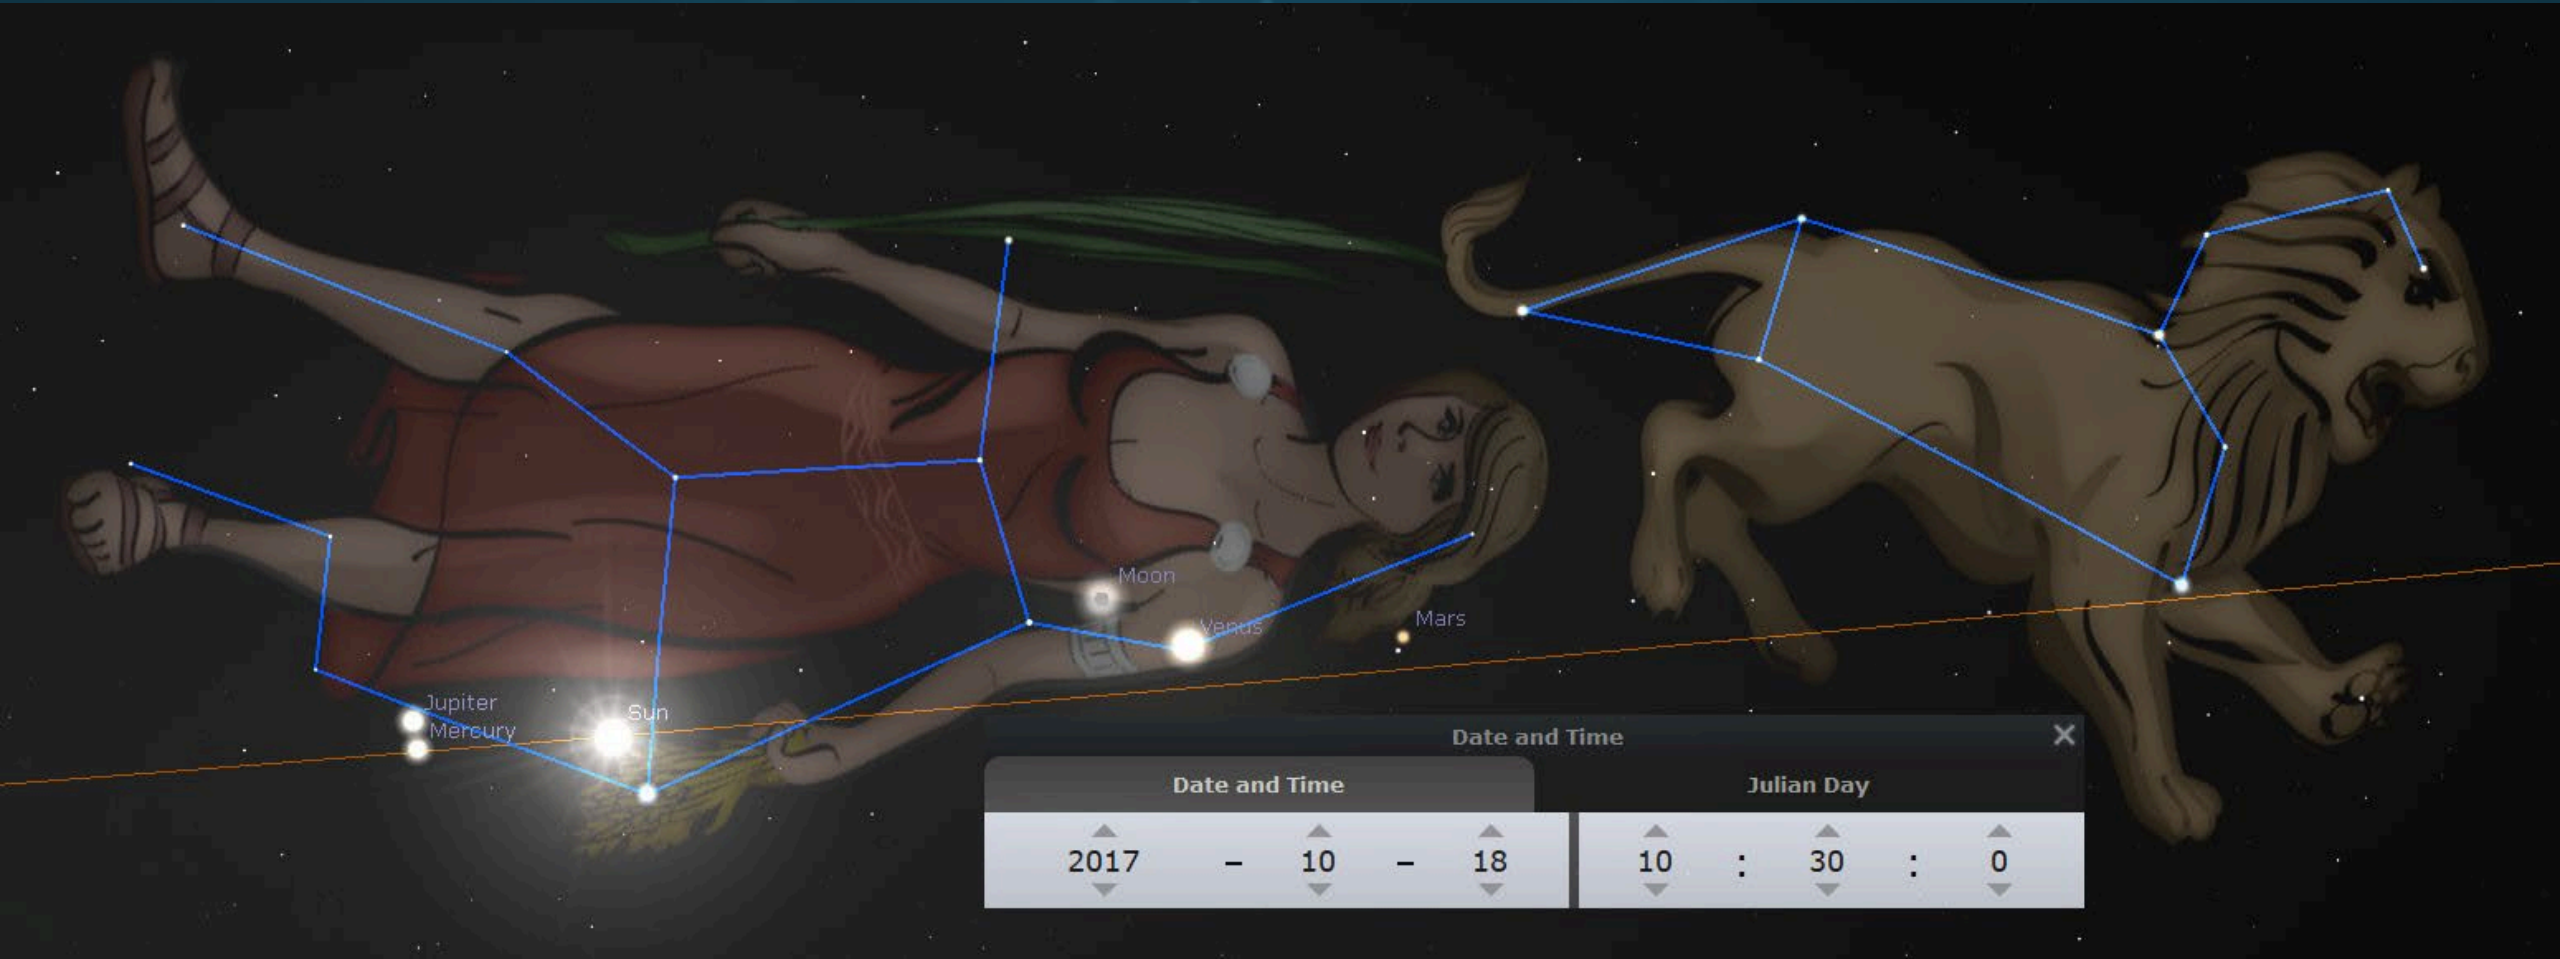 Moon
Venus
Mars
Jupiter
Sun
Mercury
Date and Time
Date and Time
Julian Day
2017 - 10 - 18 10 : 30 : 0